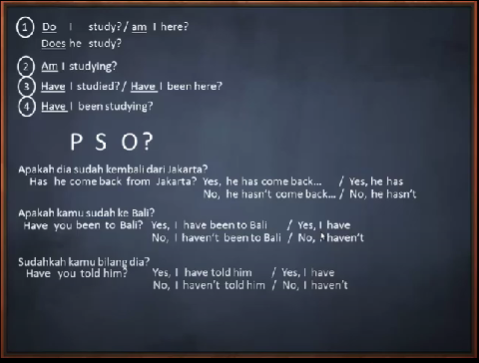 1 Do I study? / am I here?
Does he study?
2 Am I studying?
3 Have I studied? / Have I been here?
4 Have I been studying?
P S O?
Apakah dia sudah kembali dari Jakarta?
Has he come back from Jakarta? Yes, he has come back... / Yes, he has
No, he hasn't come back... / No, he hasn't
Apakah kamu sudah ke Bali?
Have you been to Bali? Yes, I have been to Bali / Yes, I have
No, I haven't been to Bali / No, haven't
Sudahkah kamu bilang dia?
Have you told him? Yes, I have told him / Yes, I have
No, I haven't told him / No, I haven't